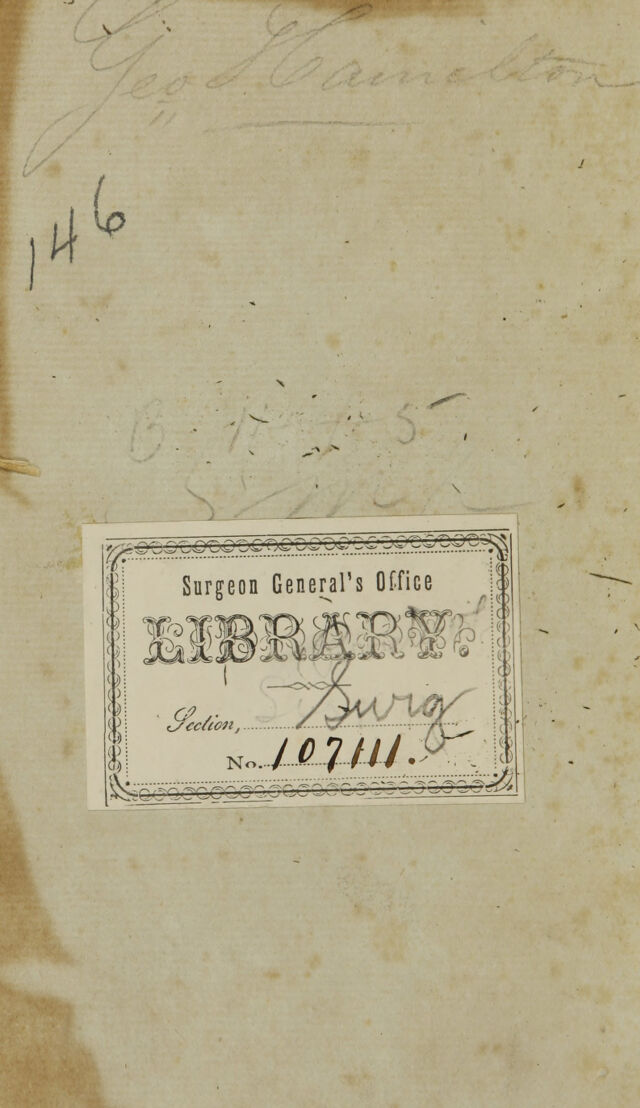 Geo Hamilton
146
Surgeon General's Office
LIBRARY.
Section, Surg
No. 107111.